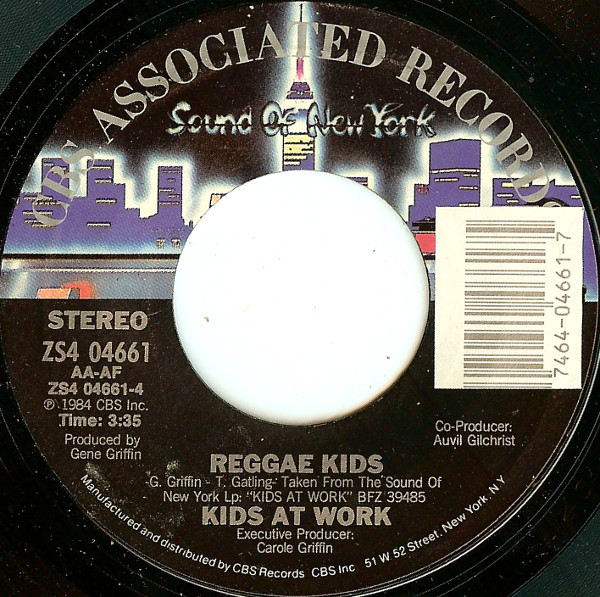 CBS ASSOCIATED RECORDS
Sound Of New York
7464-04661-7
STEREO
ZS4 04661
AA-AF
ZS4 04661-4
℗ 1984 CBS Inc.
Time: 3:35
Produced by
Gene Griffin
Co-Producer:
Auvil Gilchrist
REGGAE KIDS
G. Griffin - T. Gatling- Taken From The Sound Of
New York Lp: "KIDS AT WORK" BFZ 39485
KIDS AT WORK
Executive Producer:
Carole Griffin
Manufactured and distributed by CBS Records CBS Inc 51 W 52 Street, New York, N.Y